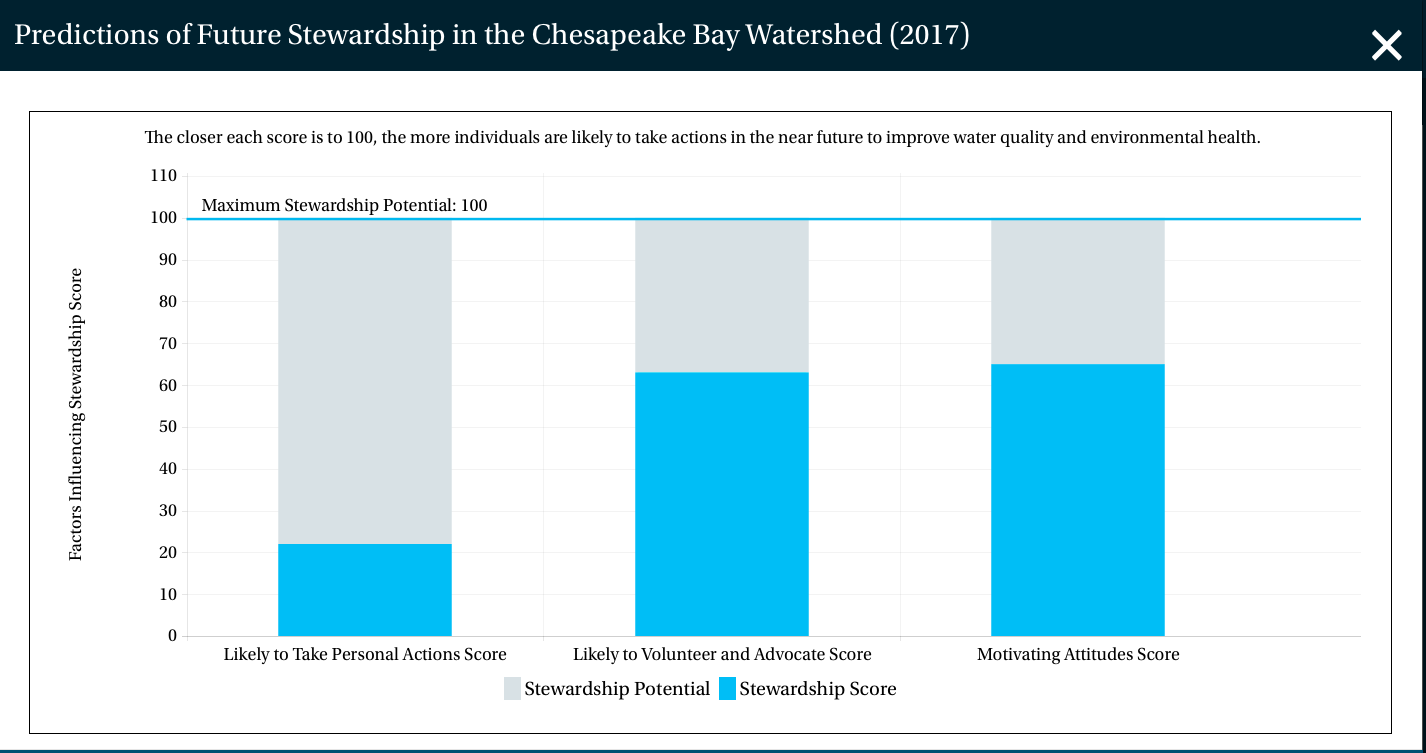 Predictions of Future Stewardship in the Chesapeake Bay Watershed (2017)
The closer each score is to 100, the more individuals are likely to take actions in the near future to improve water quality and environmental health.
110
Maximum Stewardship Potential: 100
100
90
80
70
60
50
40
30
20
10
0
Factors Influencing Stewardship Score
Likely to Take Personal Actions Score
Likely to Volunteer and Advocate Score
Motivating Attitudes Score
Stewardship Potential
Stewardship Score